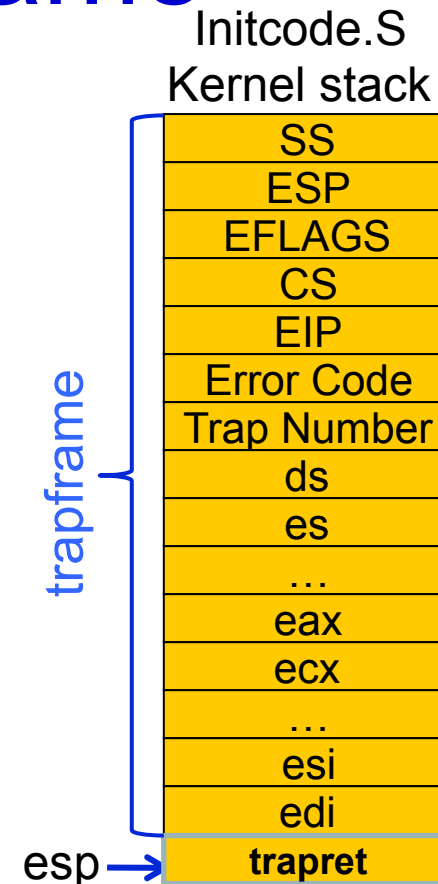 Initcode.S
Kernel stack
SS
ESP
EFLAGS
CS
EIP
Error Code
Trap Number
ds
es
…
eax
ecx
…
esi
edi
trapret
trapframe
esp